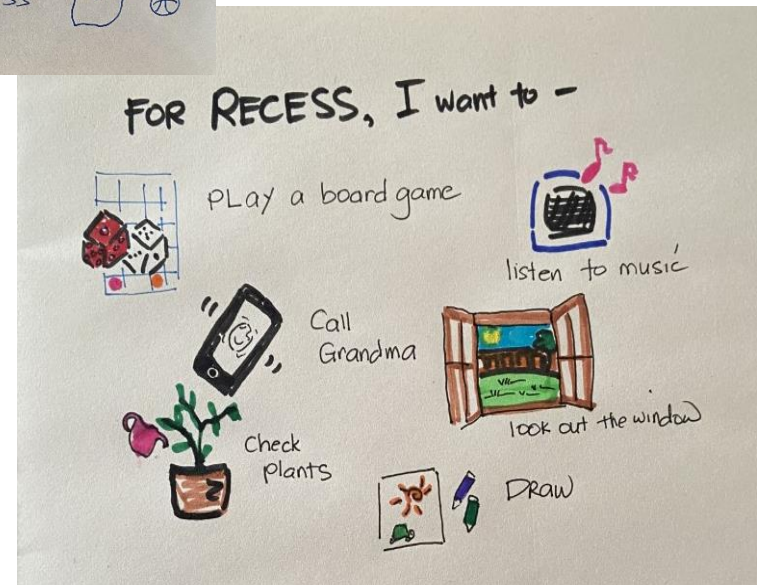 FOR RECESS, I want to -
PLay a board game
listen to music
Call
Grandma
look out the window
Check
plants
DRAW